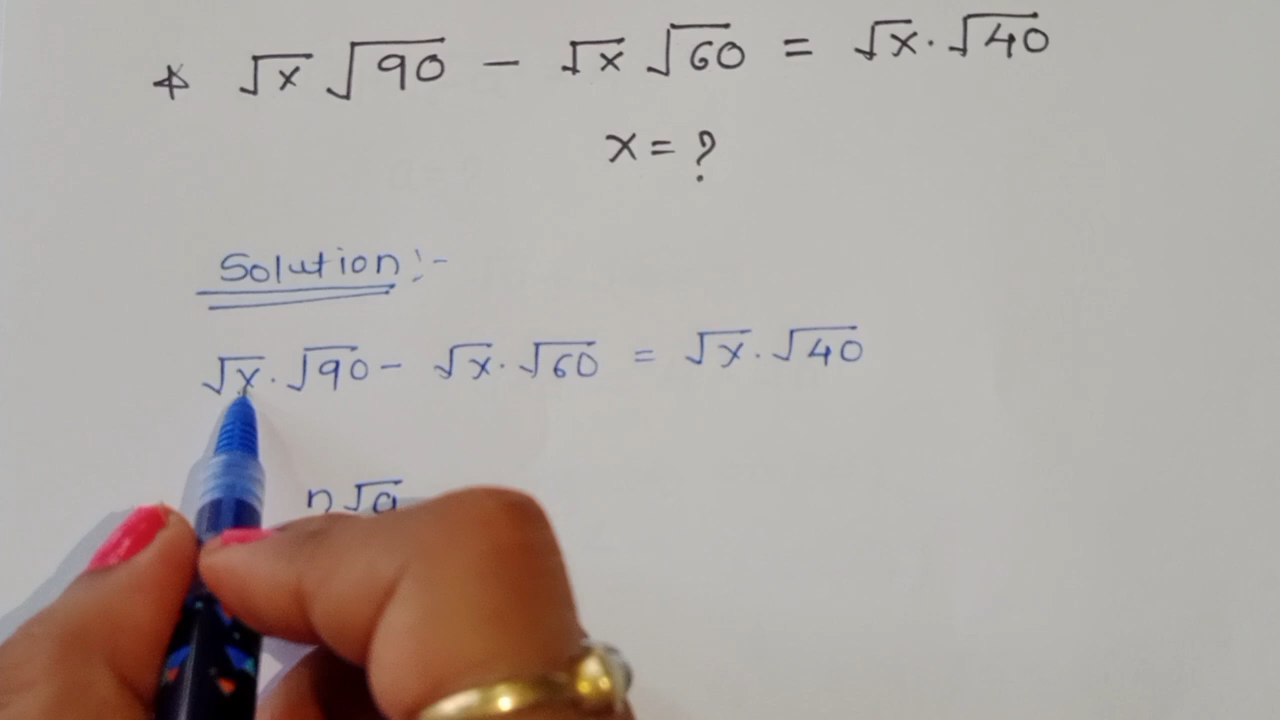 * √x √90 - √x √60 = √x . √40
x = ?
Solution :-
√x . √90 - √x . √60 = √x . √40
n√a